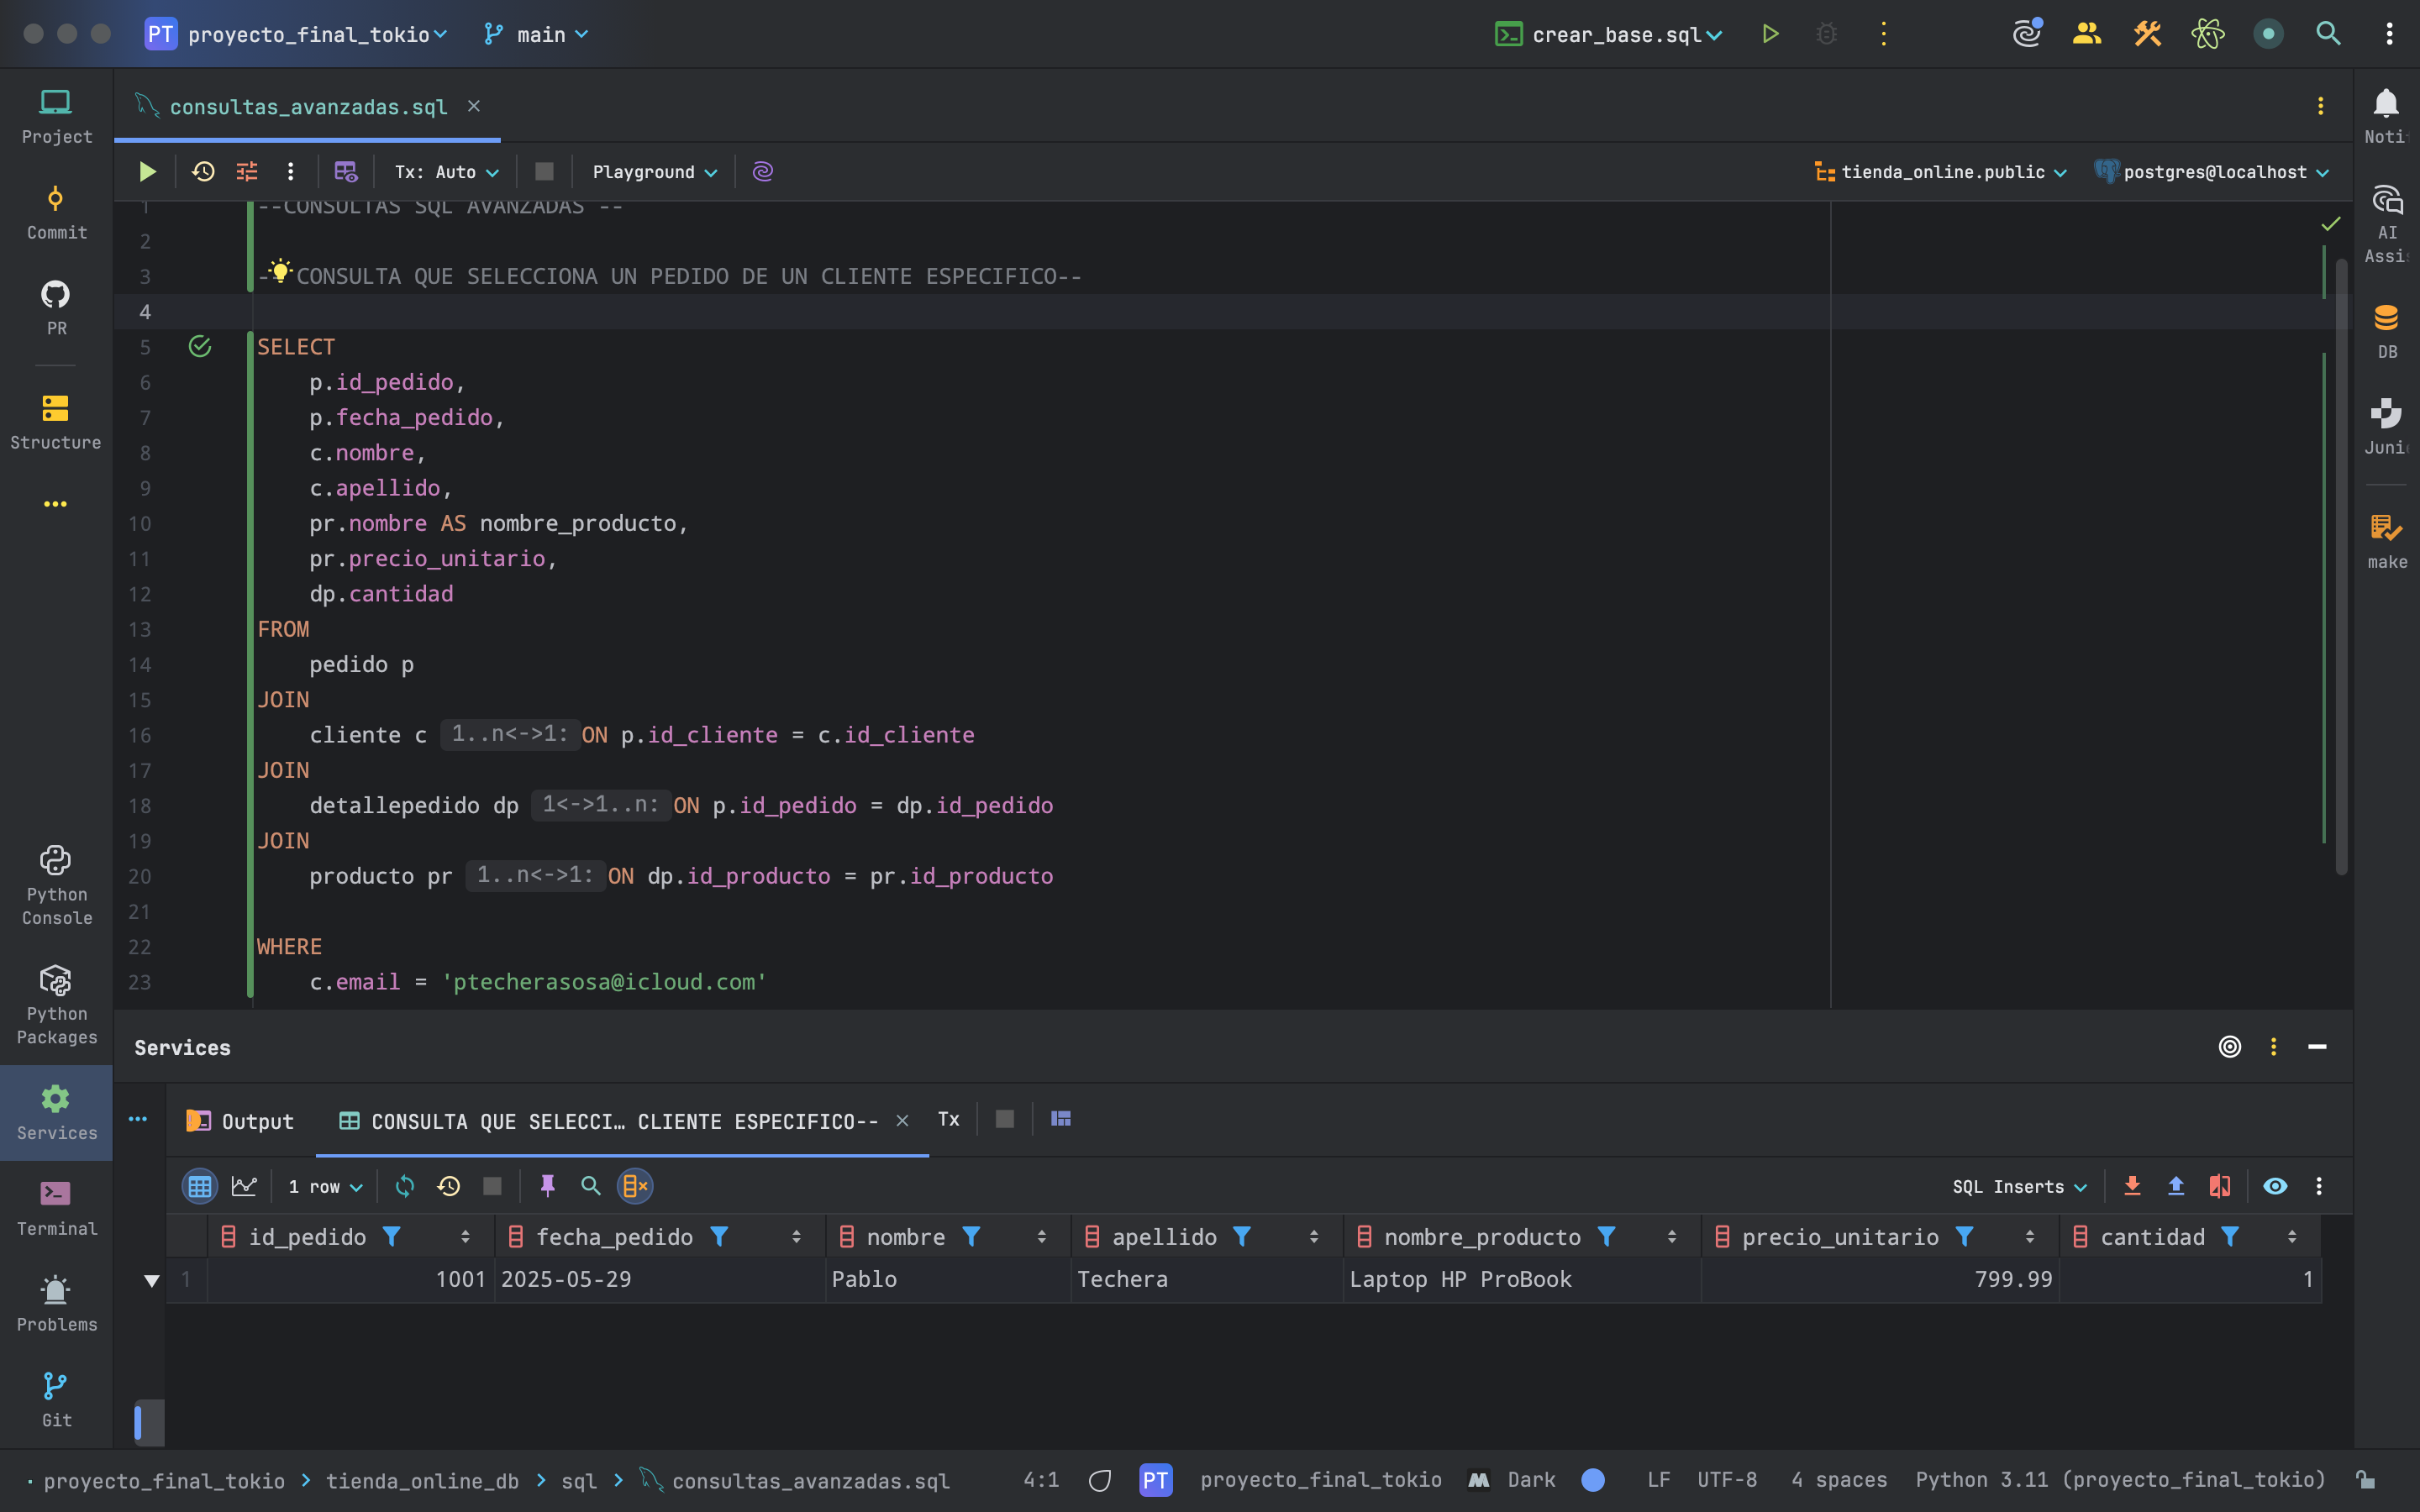 PT proyecto_final_tokio main crear_base.sql
consultas_avanzadas.sql
Tx: Auto Playground tienda_online.public postgres@localhost
Project
Commit
PR
Structure
Python
Console
Python
Packages
Services
Terminal
Problems
Git
1 --CONSULTAS SQL AVANZADAS --
2
3 CONSULTA QUE SELECCIONA UN PEDIDO DE UN CLIENTE ESPECIFICO--
4
5 SELECT
6 p.id_pedido,
7 p.fecha_pedido,
8 c.nombre,
9 c.apellido,
10 pr.nombre AS nombre_producto,
11 pr.precio_unitario,
12 dp.cantidad
13 FROM
14 pedido p
15 JOIN
16 cliente c 1..n<->1: ON p.id_cliente = c.id_cliente
17 JOIN
18 detallepedido dp 1<->1..n: ON p.id_pedido = dp.id_pedido
19 JOIN
20 producto pr 1..n<->1: ON dp.id_producto = pr.id_producto
21
22 WHERE
23 c.email = 'ptecherasosa@icloud.com'
Noti
AI
Assi
DB
Juni
make
Services
Output CONSULTA QUE SELECCI… CLIENTE ESPECIFICO-- Tx
1 row SQL Inserts
id_pedido fecha_pedido nombre apellido nombre_producto precio_unitario cantidad
1 1001 2025-05-29 Pablo Techera Laptop HP ProBook 799.99 1
proyecto_final_tokio tienda_online_db sql consultas_avanzadas.sql 4:1 PT proyecto_final_tokio Dark LF UTF-8 4 spaces Python 3.11 (proyecto_final_tokio)